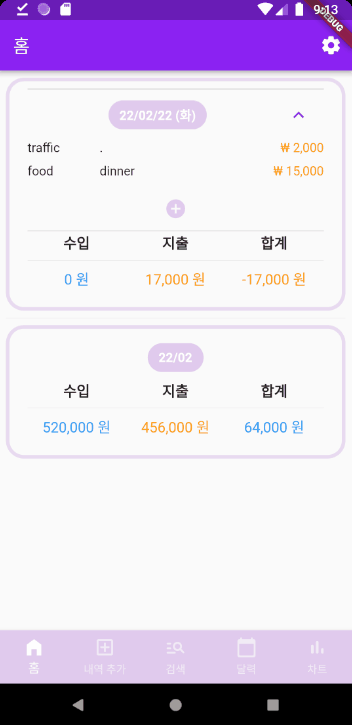 9:13
DEBUG
홈
22/02/22 (화)
traffic . ₩ 2,000
food dinner ₩ 15,000
수입 지출 합계
0 원 17,000 원 -17,000 원
22/02
수입 지출 합계
520,000 원 456,000 원 64,000 원
홈 내역 추가 검색 달력 차트